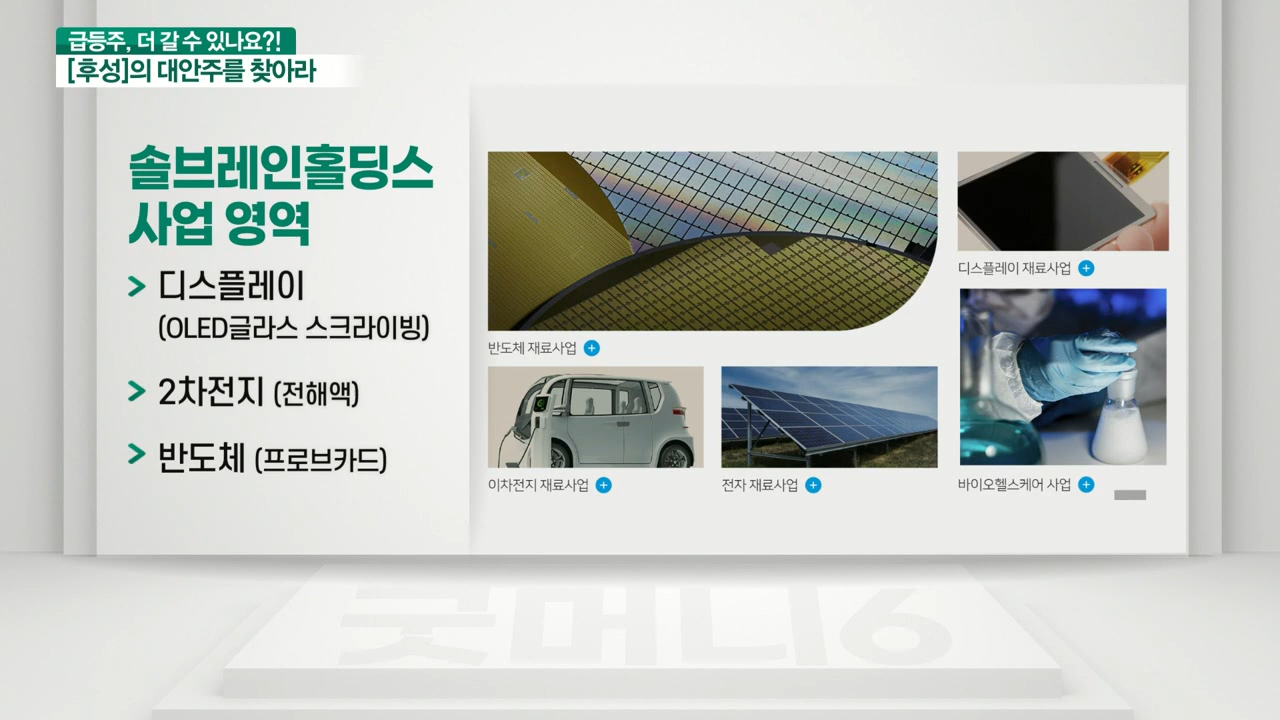 급등주, 더 갈 수 있나요?!
[후성]의 대안주를 찾아라
솔브레인홀딩스
사업 영역
디스플레이
(OLED글라스 스크라이빙)
2차전지 (전해액)
반도체 (프로브카드)
반도체 재료사업
디스플레이 재료사업
이차전지 재료사업
전자 재료사업
바이오헬스케어 사업
굿머니6